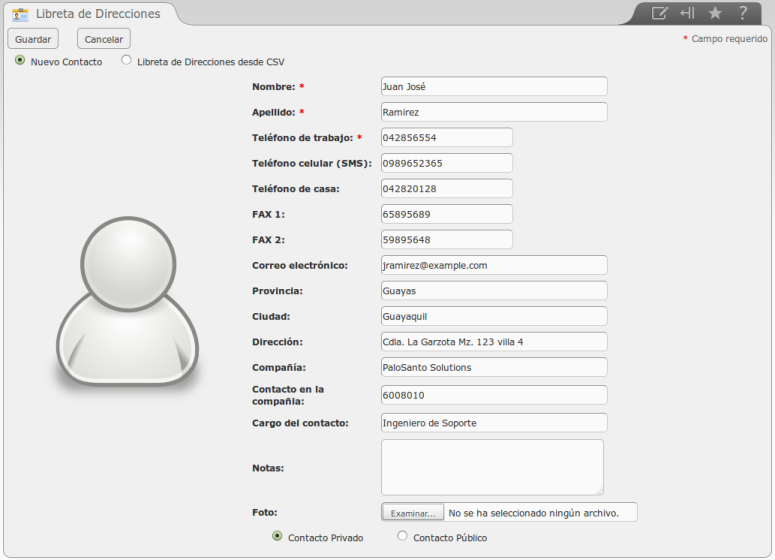 Libreta de Direcciones
?
Guardar Cancelar * Campo requerido
Nuevo Contacto Libreta de Direcciones desde CSV
Nombre: * Juan José
Apellido: * Ramirez
Teléfono de trabajo: * 042856554
Teléfono celular (SMS): 0989652365
Teléfono de casa: 042820128
FAX 1: 65895689
FAX 2: 59895648
Correo electrónico: jramirez@example.com
Provincia: Guayas
Ciudad: Guayaquil
Dirección: Cdla. La Garzota Mz. 123 villa 4
Compañía: PaloSanto Solutions
Contacto en la
compañia: 6008010
Cargo del contacto: Ingeniero de Soporte
Notas:
Foto: Examinar... No se ha seleccionado ningún archivo.
Contacto Privado Contacto Público